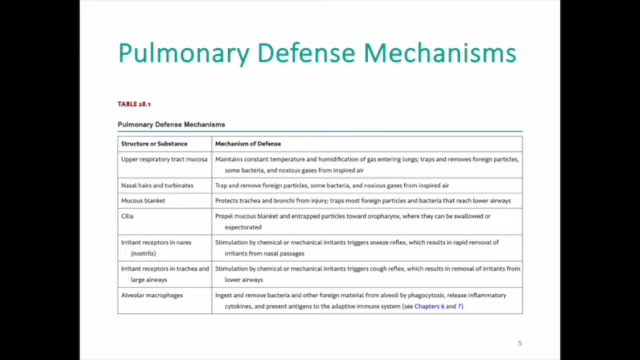 Pulmonary Defense Mechanisms
TABLE 28.1
Pulmonary Defense Mechanisms
Structure or Substance Mechanism of Defense
Upper respiratory tract mucosa Maintains constant temperature and humidification of gas entering lungs; traps and removes foreign particles,
some bacteria, and noxious gases from inspired air
Nasal hairs and turbinates Trap and remove foreign particles, some bacteria, and noxious gases from inspired air
Mucous blanket Protects trachea and bronchi from injury; traps most foreign particles and bacteria that reach lower airways
Cilia Propel mucous blanket and entrapped particles toward oropharynx, where they can be swallowed or
expectorated
Irritant receptors in nares Stimulation by chemical or mechanical irritants triggers sneeze reflex, which results in rapid removal of
(nostrils) irritants from nasal passages
Irritant receptors in trachea and Stimulation by chemical or mechanical irritants triggers cough reflex, which results in removal of irritants from
large airways lower airways
Alveolar macrophages Ingest and remove bacteria and other foreign material from alveoli by phagocytosis, release inflammatory
cytokines, and present antigens to the adaptive immune system (see Chapters 6 and 7)
5